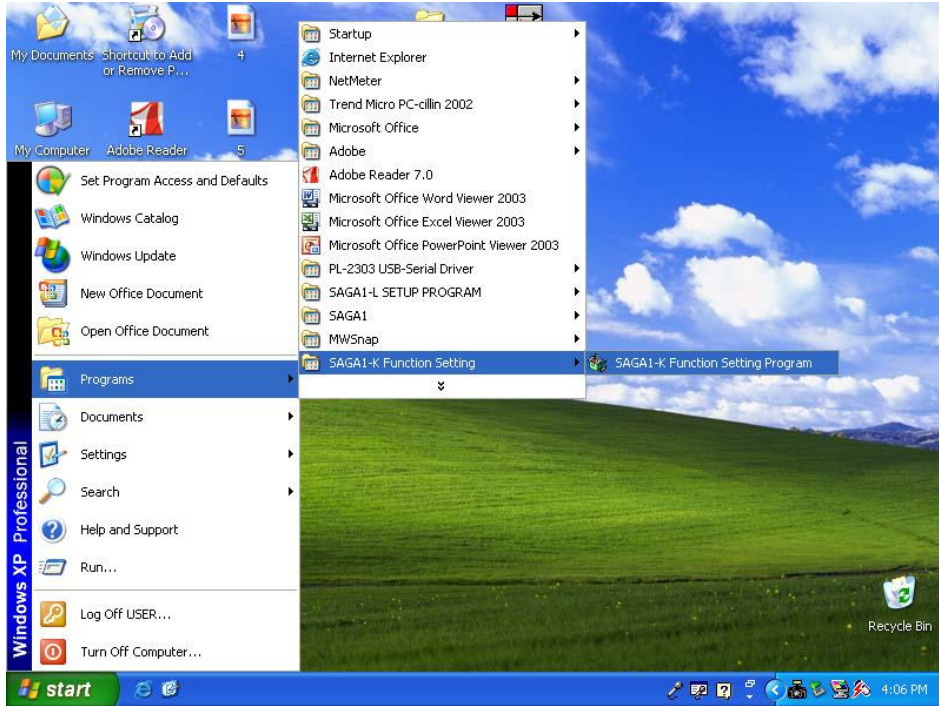 My Documents
Shortcut to Add
or Remove P...
4
My Computer
Adobe Reader
5
Startup
Internet Explorer
NetMeter
Trend Micro PC-cillin 2002
Microsoft Office
Adobe
Adobe Reader 7.0
Microsoft Office Word Viewer 2003
Microsoft Office Excel Viewer 2003
Microsoft Office PowerPoint Viewer 2003
PL-2303 USB-Serial Driver
SAGA1-L SETUP PROGRAM
SAGA1
MWSnap
SAGA1-K Function Setting
SAGA1-K Function Setting Program
Set Program Access and Defaults
Windows Catalog
Windows Update
New Office Document
Open Office Document
Programs
Documents
Settings
Search
Help and Support
Run...
Log Off USER...
Turn Off Computer...
Windows XP Professional
Recycle Bin
start
4:06 PM